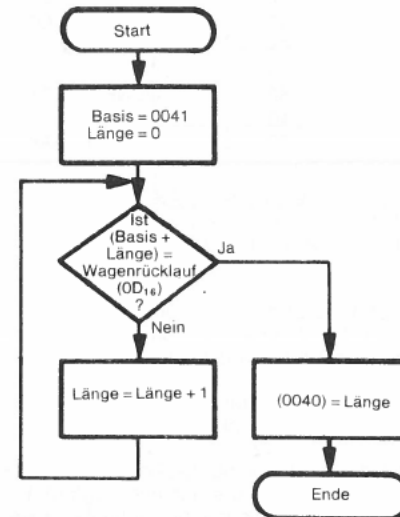 Start
Basis = 0041
Länge = 0
Ist
(Basis +
Länge) =
Wagenrücklauf
(0D₁₆)
?
Ja
Nein
Länge = Länge + 1
(0040) = Länge
Ende